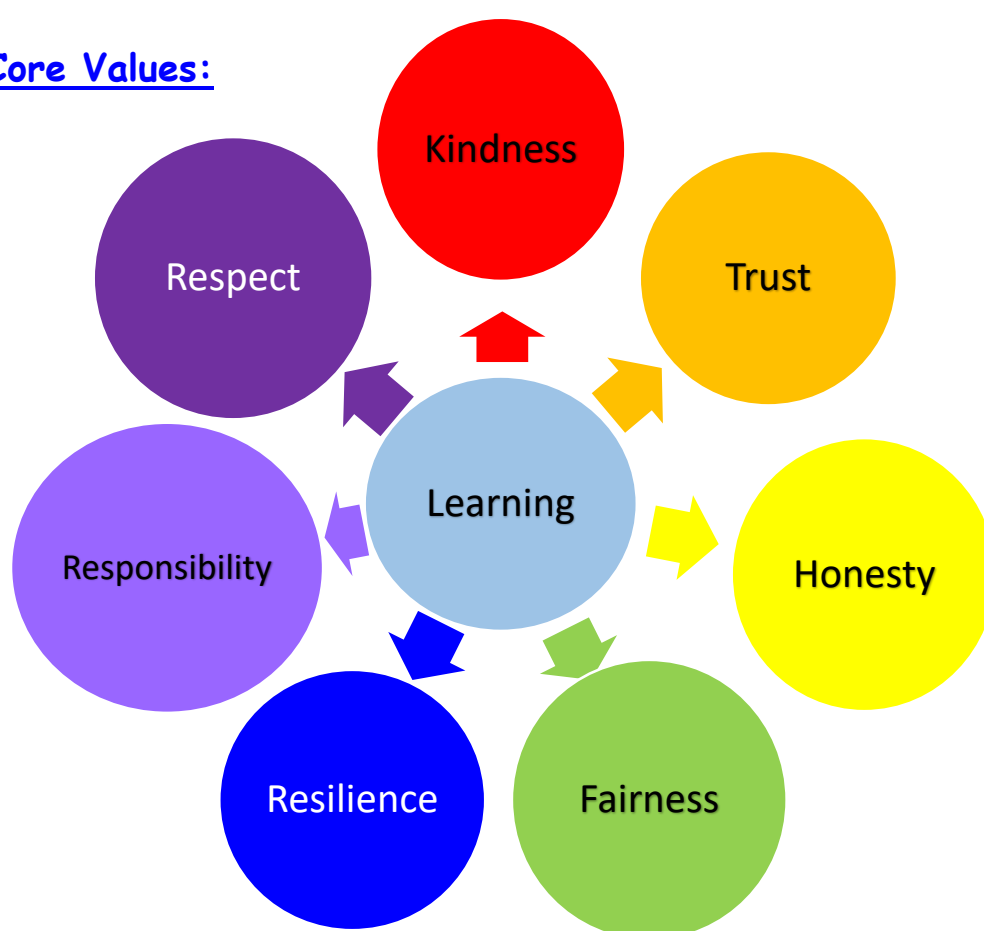 Core Values:
Kindness
Respect
Trust
Learning
Responsibility
Honesty
Resilience
Fairness